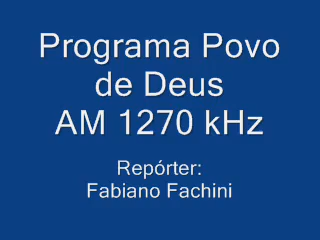 Programa Povo
de Deus
AM 1270 kHz
Repórter:
Fabiano Fachini